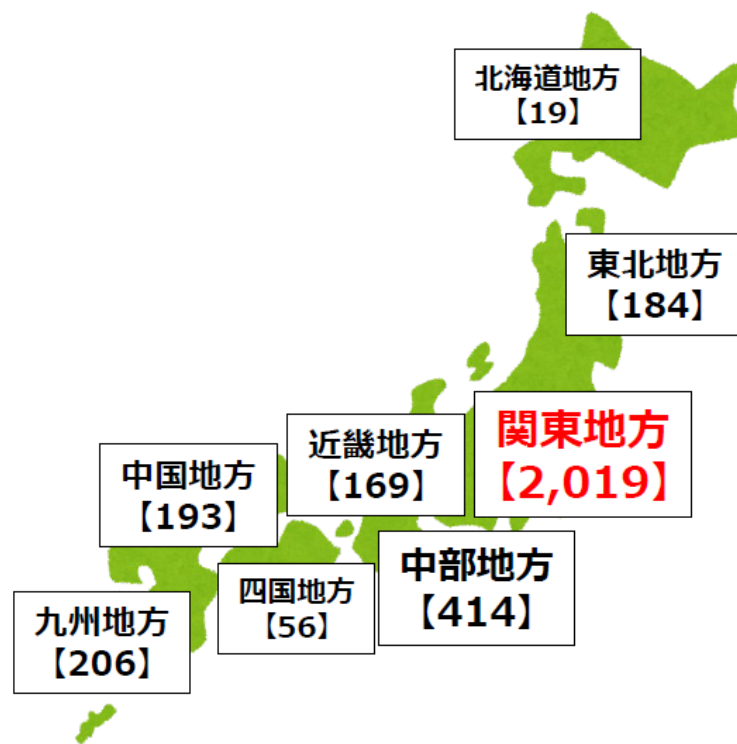 北海道地方
【19】
東北地方
【184】
関東地方
【2,019】
近畿地方
【169】
中国地方
【193】
中部地方
【414】
四国地方
【56】
九州地方
【206】